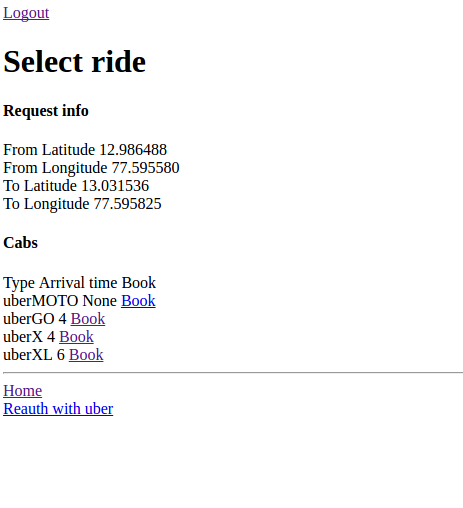 Logout
Select ride
Request info
From Latitude 12.986488
From Longitude 77.595580
To Latitude 13.031536
To Longitude 77.595825
Cabs
Type Arrival time Book
uberMOTO None Book
uberGO 4 Book
uberX 4 Book
uberXL 6 Book
Home
Reauth with uber